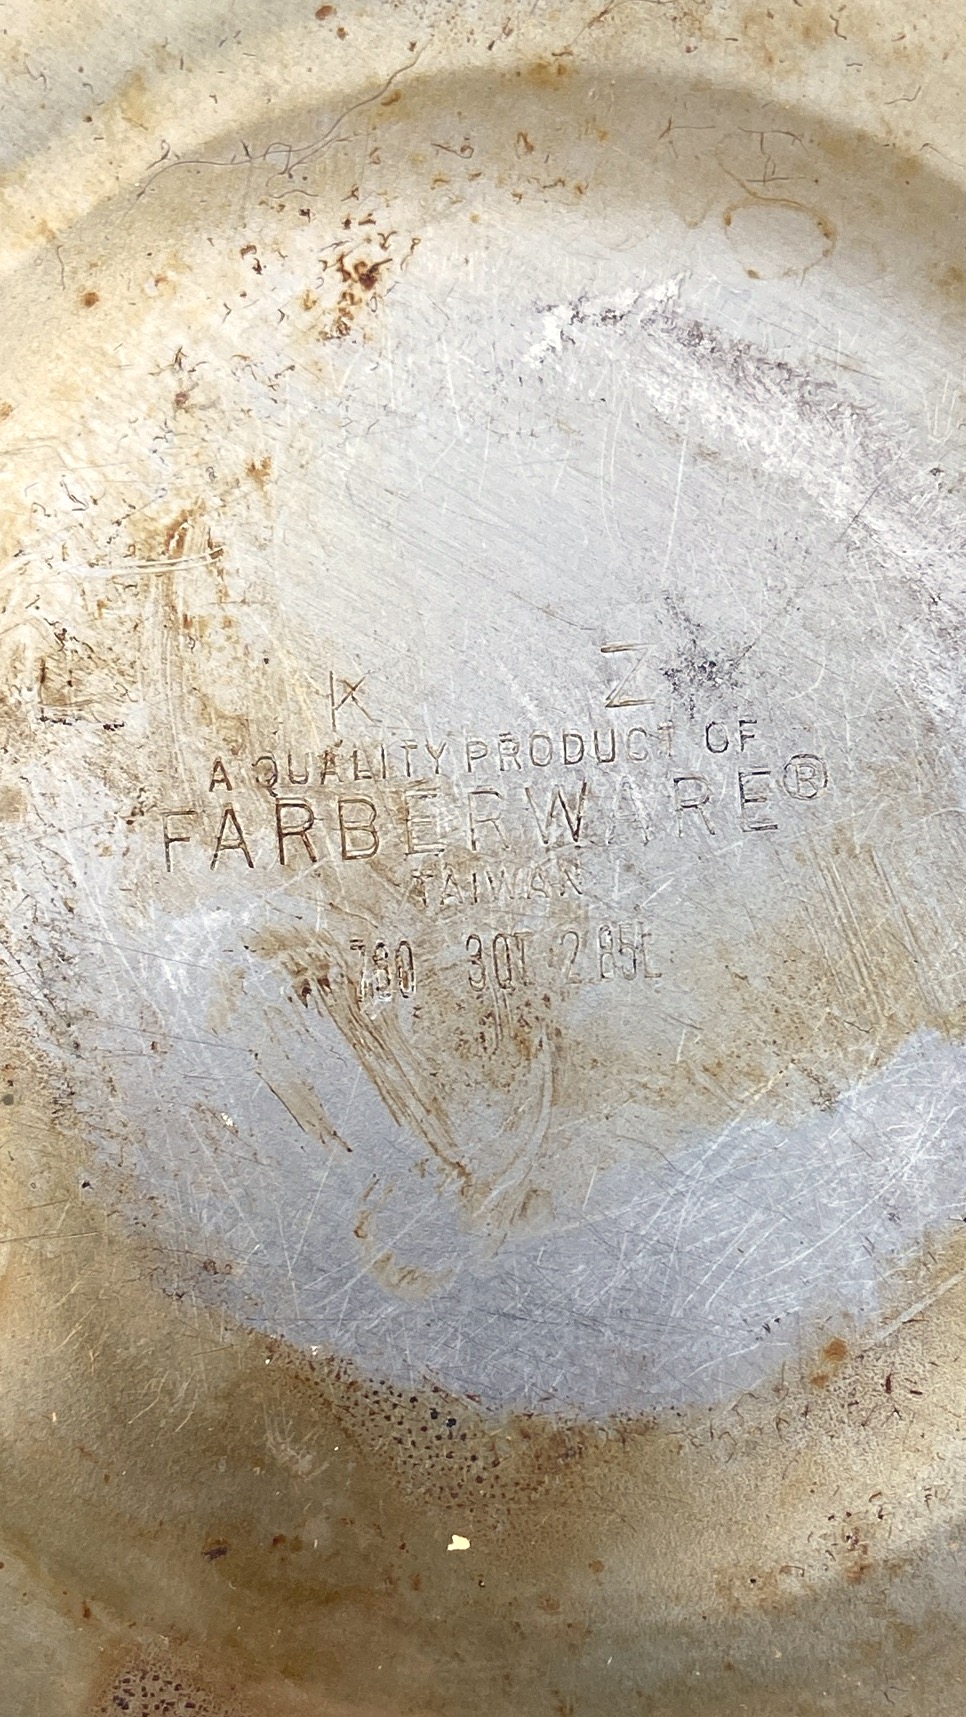 K Z
A QUALITY PRODUCT OF
FARBERWARE®
TAIWAN
780 3QT 2.85L